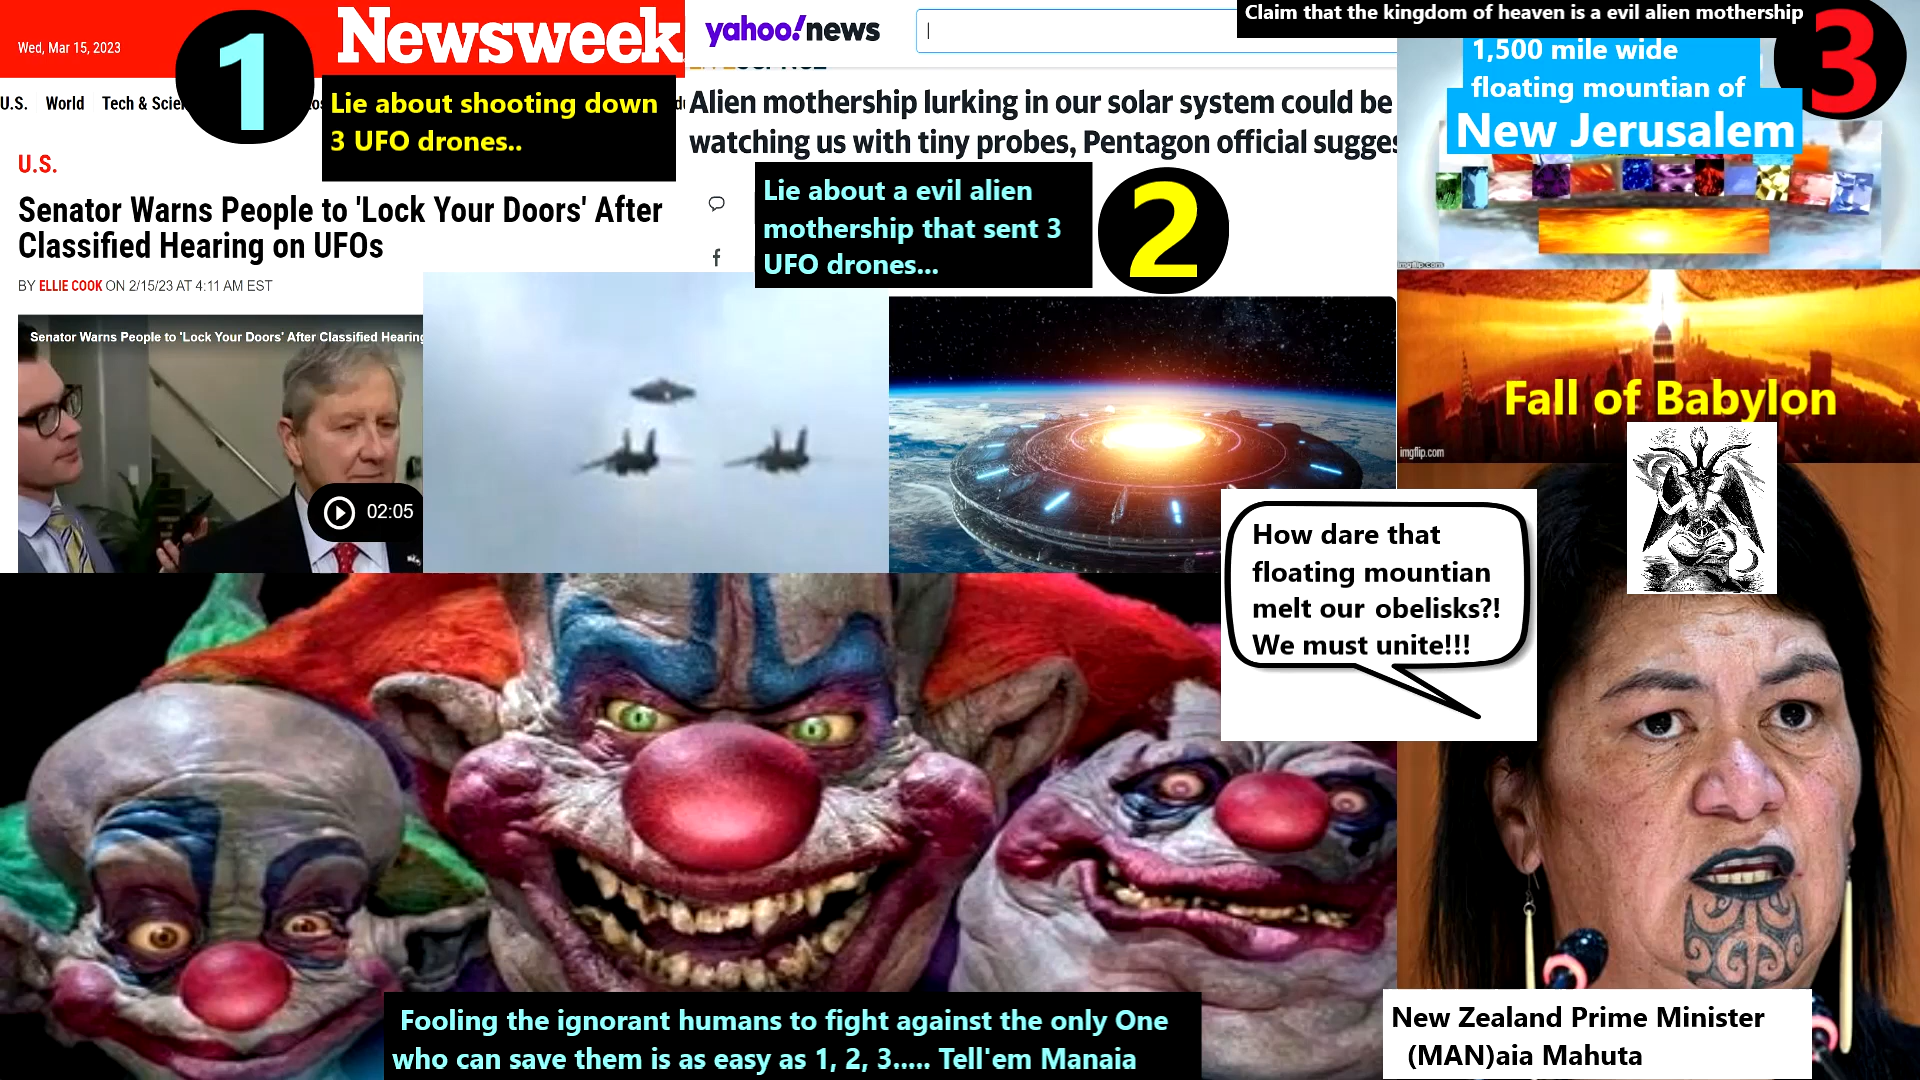 Wed, Mar 15, 2023
1
Newsweek
Lie about shooting down
3 UFO drones..
U.S. World Tech &
U.S.
Senator Warns People to 'Lock Your Doors' After
Classified Hearing on UFOs
BY ELLIE COOK ON 2/15/23 AT 4:11 AM EST
Senator Warns People to 'Lock Your Doors' After Classified Hearing
02:05
yahoo!news
Alien mothership lurking in our solar system could be
watching us with tiny probes, Pentagon official sugges
Lie about a evil alien
mothership that sent 3
UFO drones...
2
Claim that the kingdom of heaven is a evil alien mothership
3
1,500 mile wide
floating mountian of
New Jerusalem
imgflip.com
Fall of Babylon
imgflip.com
How dare that
floating mountian
melt our obelisks?!
We must unite!!!
Fooling the ignorant humans to fight against the only One
who can save them is as easy as 1, 2, 3..... Tell'em Manaia
New Zealand Prime Minister
(MAN)aia Mahuta